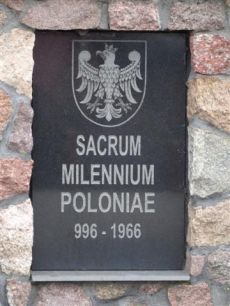 SACRUM
MILENNIUM
POLONIAE
996 - 1966